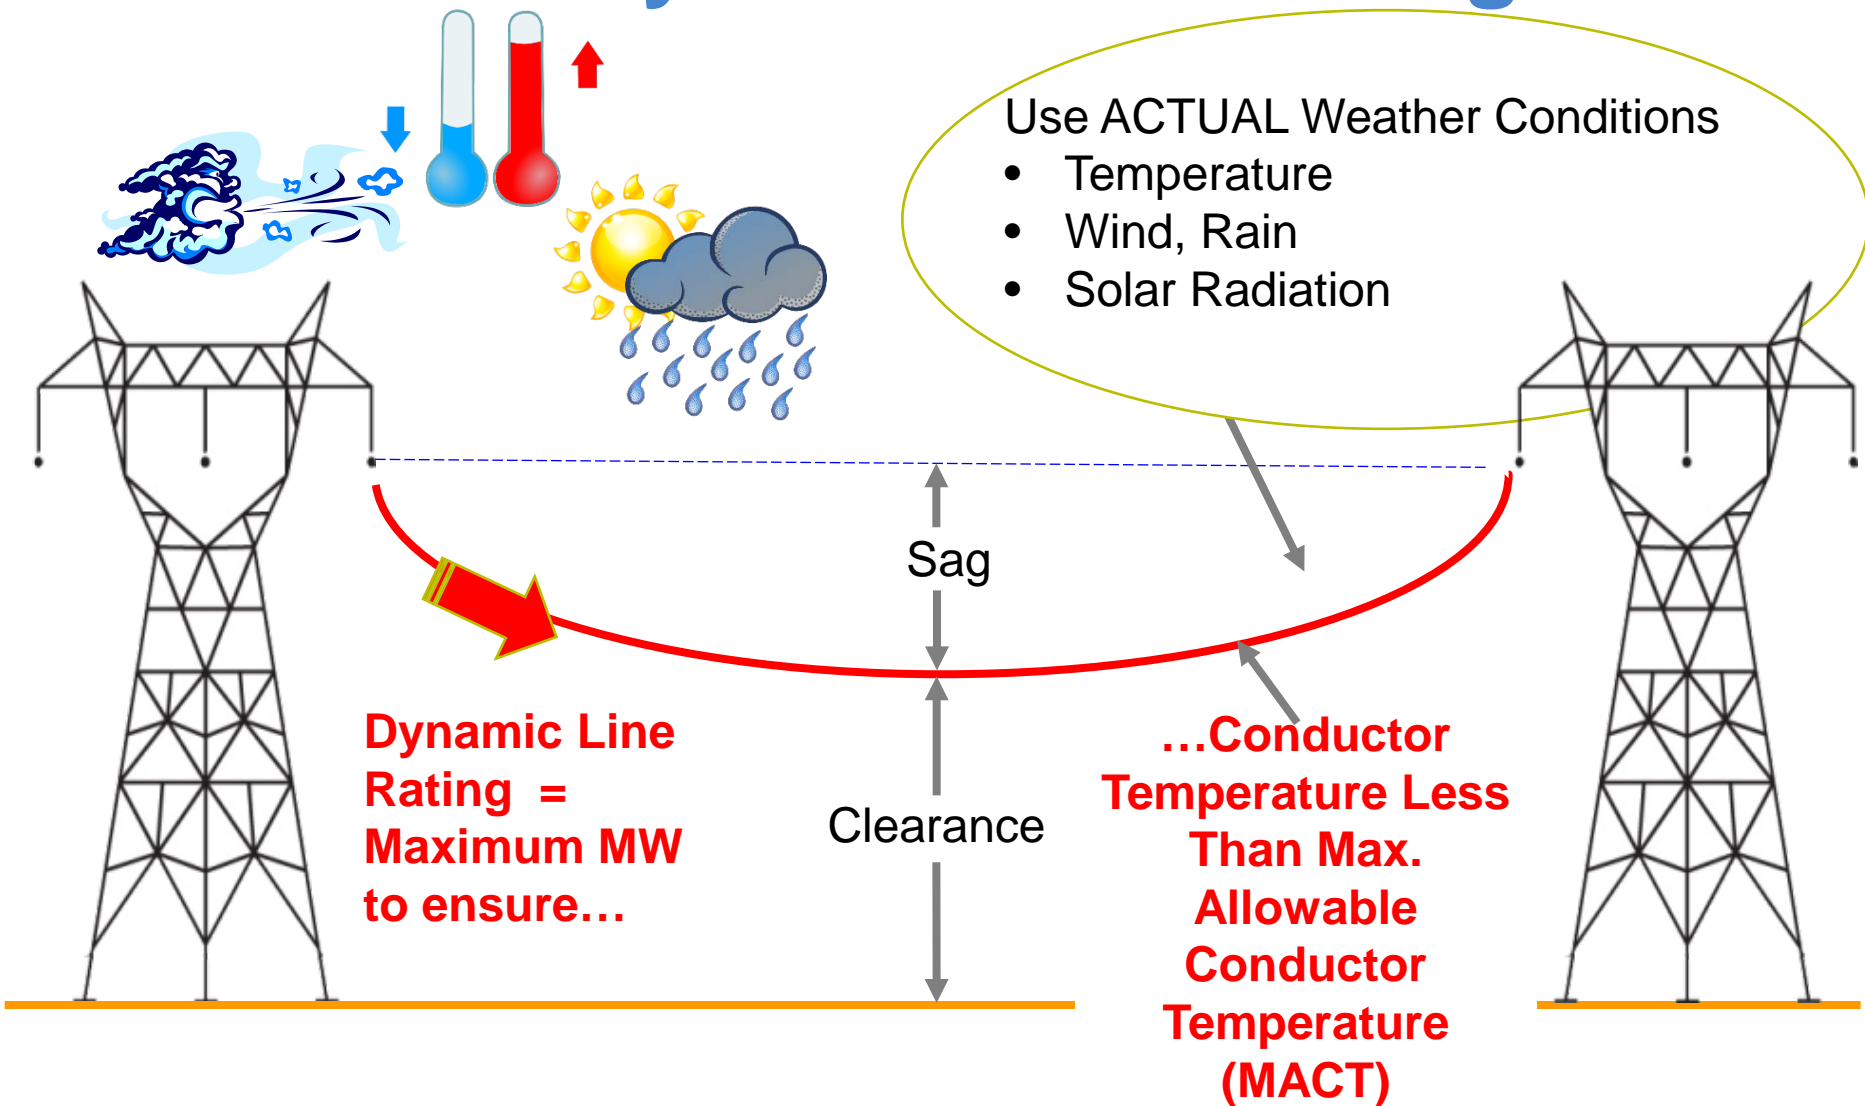 Use ACTUAL Weather Conditions
• Temperature
• Wind, Rain
• Solar Radiation
Sag
Clearance
Dynamic Line
Rating =
Maximum MW
to ensure…
…Conductor
Temperature Less
Than Max.
Allowable
Conductor
Temperature
(MACT)